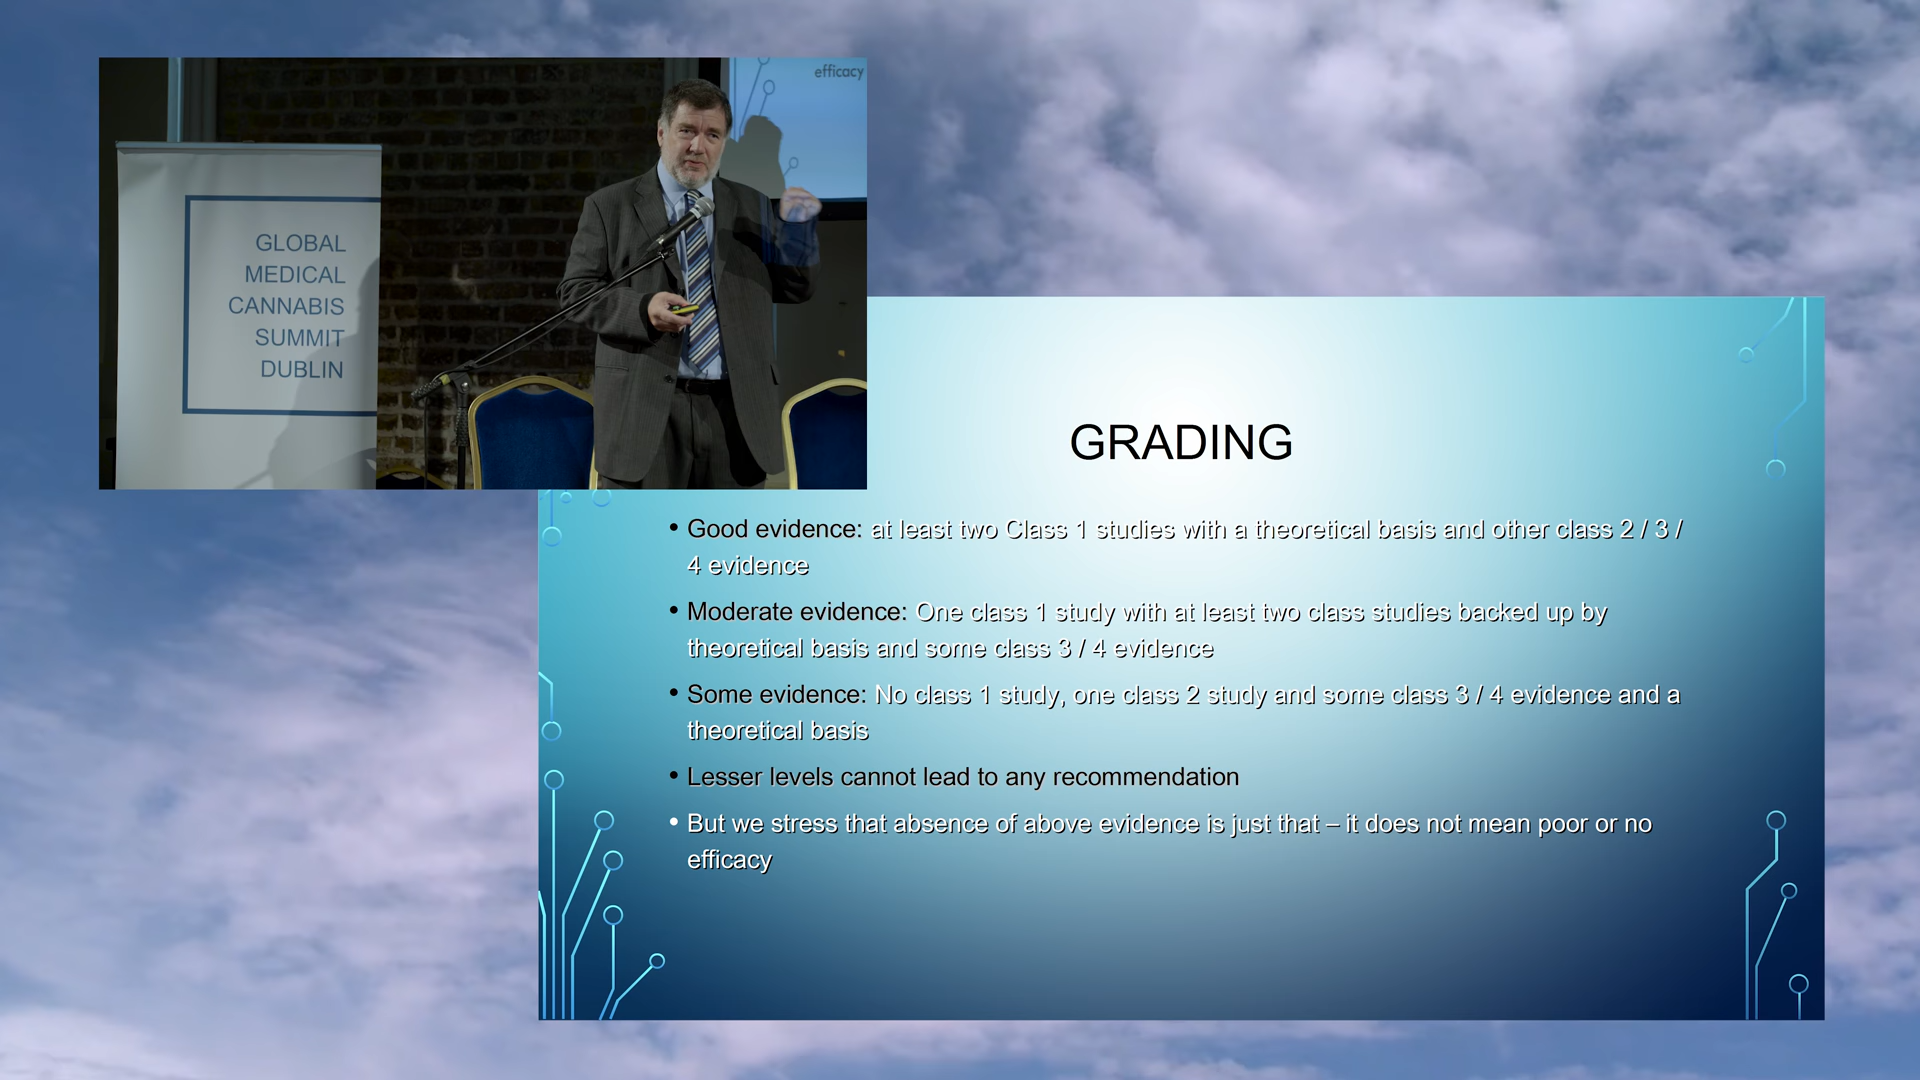 efficacy
GLOBAL
MEDICAL
CANNABIS
SUMMIT
DUBLIN
GRADING
• Good evidence: at least two Class 1 studies with a theoretical basis and other class 2 / 3 /
4 evidence
• Moderate evidence: One class 1 study with at least two class studies backed up by
theoretical basis and some class 3 / 4 evidence
• Some evidence: No class 1 study, one class 2 study and some class 3 / 4 evidence and a
theoretical basis
• Lesser levels cannot lead to any recommendation
• But we stress that absence of above evidence is just that – it does not mean poor or no
efficacy